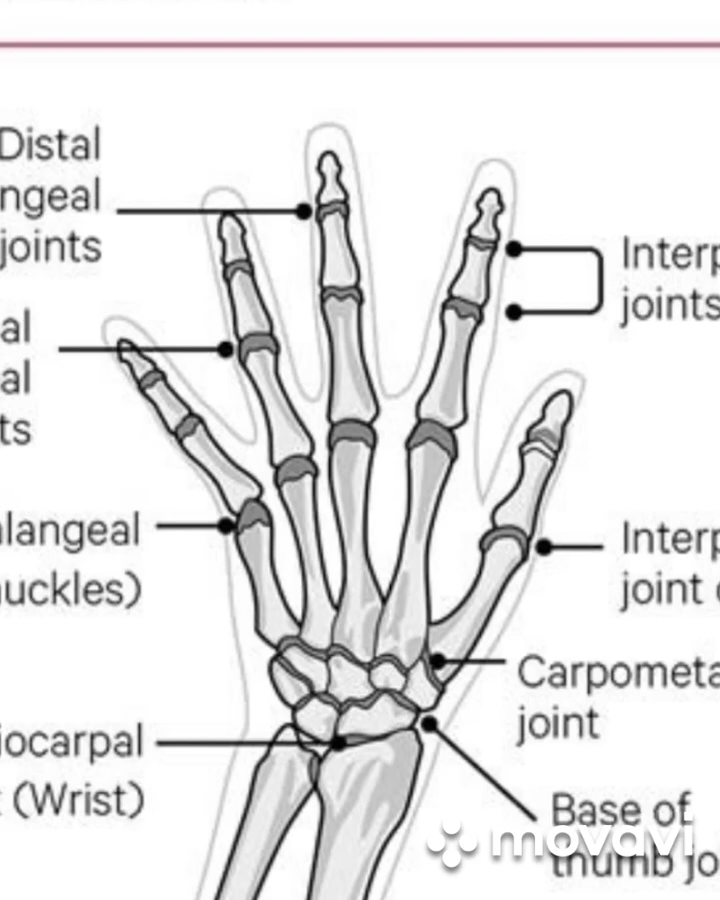 Distal
ngeal
joints
al
al
ts
Interp
joints
alangeal
uckles)
Interp
joint
Carpometa
joint
iocarpal
(Wrist)
Base of
thumb jo
movavi